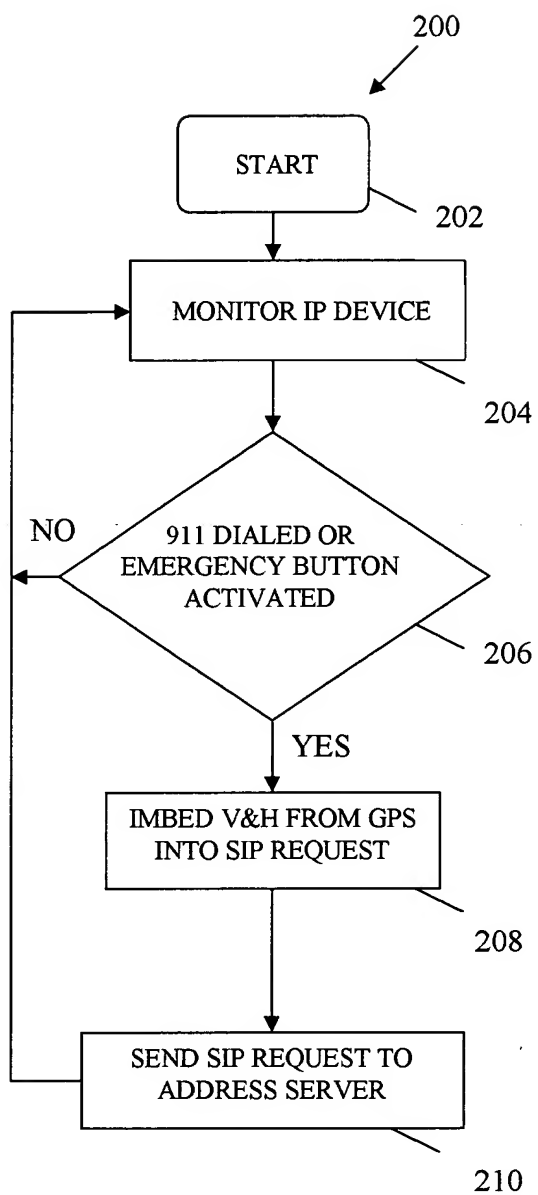 200
START
202
MONITOR IP DEVICE
204
NO
911 DIALED OR
EMERGENCY BUTTON
ACTIVATED
206
YES
IMBED V&H FROM GPS
INTO SIP REQUEST
208
SEND SIP REQUEST TO
ADDRESS SERVER
210